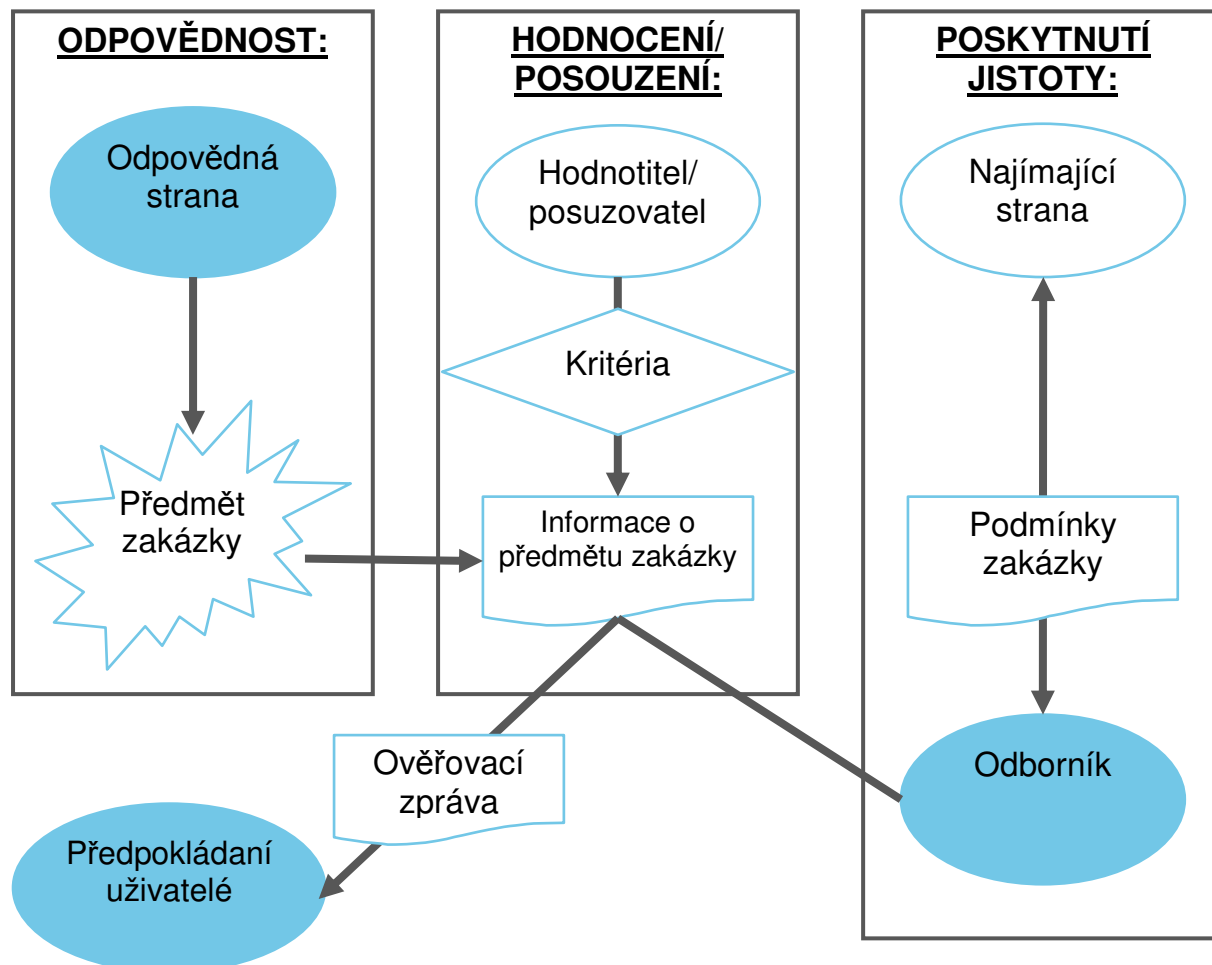 ODPOVĚDNOST:
Odpovědná
strana
Předmět
zakázky
HODNOCENÍ/
POSOUZENÍ:
Hodnotitel/
posuzovatel
Kritéria
Informace o
předmětu zakázky
POSKYTNUTÍ
JISTOTY:
Najímající
strana
Podmínky
zakázky
Odborník
Ověřovací
zpráva
Předpokládaní
uživatelé